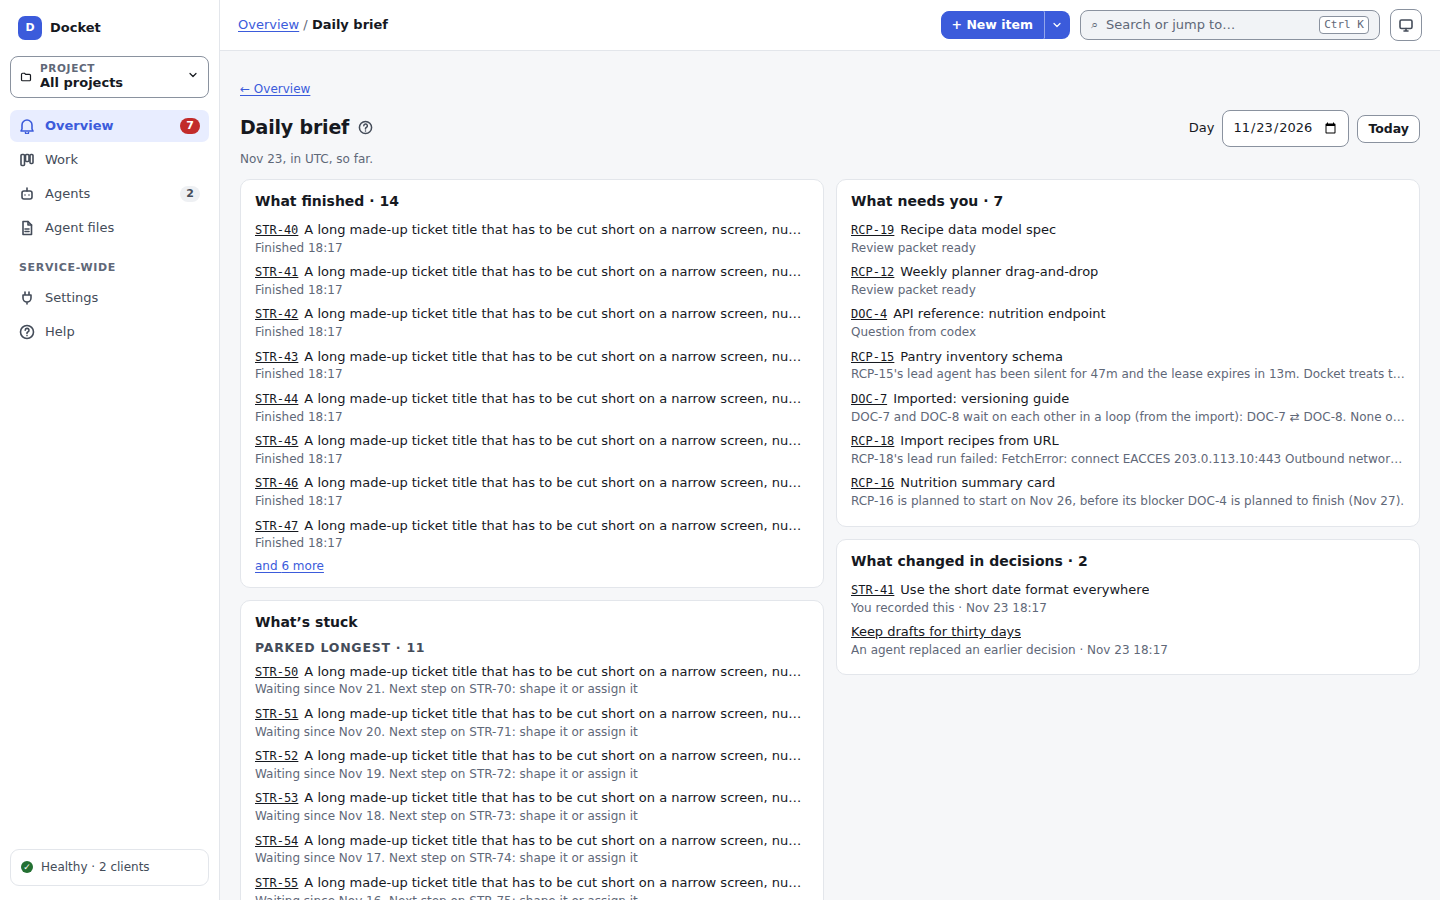 D Docket
PROJECT
All projects
Overview 7
Work
Agents 2
Agent files
SERVICE-WIDE
Settings
Help
Healthy · 2 clients
Overview / Daily brief
+ New item
Search or jump to… Ctrl K
← Overview
Daily brief
Day 11/23/2026 Today
Nov 23, in UTC, so far.
What finished · 14
STR-40 A long made-up ticket title that has to be cut short on a narrow screen, nu…
Finished 18:17
STR-41 A long made-up ticket title that has to be cut short on a narrow screen, nu…
Finished 18:17
STR-42 A long made-up ticket title that has to be cut short on a narrow screen, nu…
Finished 18:17
STR-43 A long made-up ticket title that has to be cut short on a narrow screen, nu…
Finished 18:17
STR-44 A long made-up ticket title that has to be cut short on a narrow screen, nu…
Finished 18:17
STR-45 A long made-up ticket title that has to be cut short on a narrow screen, nu…
Finished 18:17
STR-46 A long made-up ticket title that has to be cut short on a narrow screen, nu…
Finished 18:17
STR-47 A long made-up ticket title that has to be cut short on a narrow screen, nu…
Finished 18:17
and 6 more
What's stuck
PARKED LONGEST · 11
STR-50 A long made-up ticket title that has to be cut short on a narrow screen, nu…
Waiting since Nov 21. Next step on STR-70: shape it or assign it
STR-51 A long made-up ticket title that has to be cut short on a narrow screen, nu…
Waiting since Nov 20. Next step on STR-71: shape it or assign it
STR-52 A long made-up ticket title that has to be cut short on a narrow screen, nu…
Waiting since Nov 19. Next step on STR-72: shape it or assign it
STR-53 A long made-up ticket title that has to be cut short on a narrow screen, nu…
Waiting since Nov 18. Next step on STR-73: shape it or assign it
STR-54 A long made-up ticket title that has to be cut short on a narrow screen, nu…
Waiting since Nov 17. Next step on STR-74: shape it or assign it
STR-55 A long made-up ticket title that has to be cut short on a narrow screen, nu…
Waiting since Nov 16. Next step on STR-75: shape it or assign it
What needs you · 7
RCP-19 Recipe data model spec
Review packet ready
RCP-12 Weekly planner drag-and-drop
Review packet ready
DOC-4 API reference: nutrition endpoint
Question from codex
RCP-15 Pantry inventory schema
RCP-15's lead agent has been silent for 47m and the lease expires in 13m. Docket treats t…
DOC-7 Imported: versioning guide
DOC-7 and DOC-8 wait on each other in a loop (from the import): DOC-7 ⇄ DOC-8. None o…
RCP-18 Import recipes from URL
RCP-18's lead run failed: FetchError: connect EACCES 203.0.113.10:443 Outbound networ…
RCP-16 Nutrition summary card
RCP-16 is planned to start on Nov 26, before its blocker DOC-4 is planned to finish (Nov 27).
What changed in decisions · 2
STR-41 Use the short date format everywhere
You recorded this · Nov 23 18:17
Keep drafts for thirty days
An agent replaced an earlier decision · Nov 23 18:17